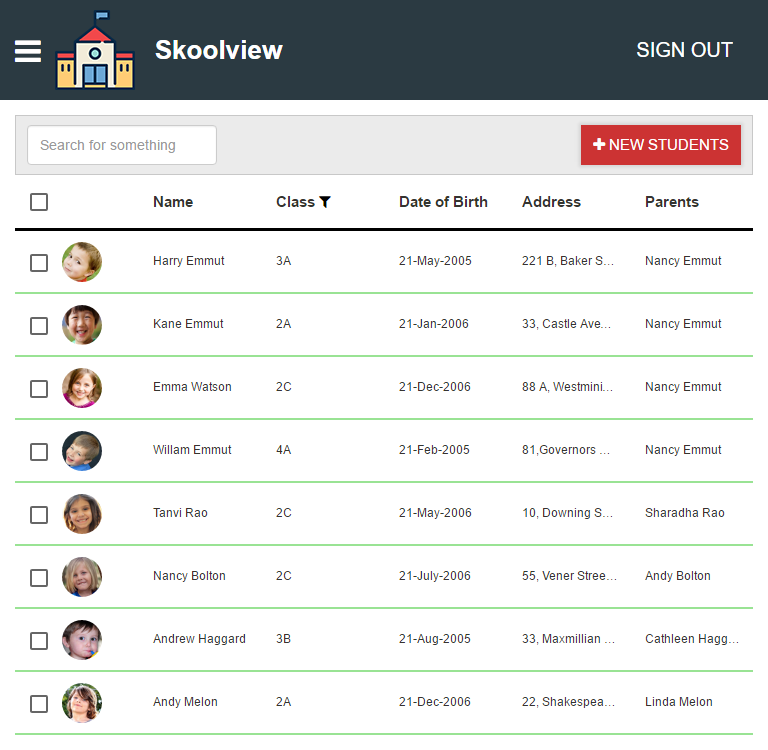 Skoolview
SIGN OUT
Search for something
NEW STUDENTS
Name Class Date of Birth Address Parents
Harry Emmut 3A 21-May-2005 221 B, Baker S... Nancy Emmut
Kane Emmut 2A 21-Jan-2006 33, Castle Ave... Nancy Emmut
Emma Watson 2C 21-Dec-2006 88 A, Westmini... Nancy Emmut
Willam Emmut 4A 21-Feb-2005 81,Governors ... Nancy Emmut
Tanvi Rao 2C 21-May-2006 10, Downing S... Sharadha Rao
Nancy Bolton 2C 21-July-2006 55, Vener Stree... Andy Bolton
Andrew Haggard 3B 21-Aug-2005 33, Maxmillian ... Cathleen Hagg...
Andy Melon 2A 21-Dec-2006 22, Shakespea... Linda Melon